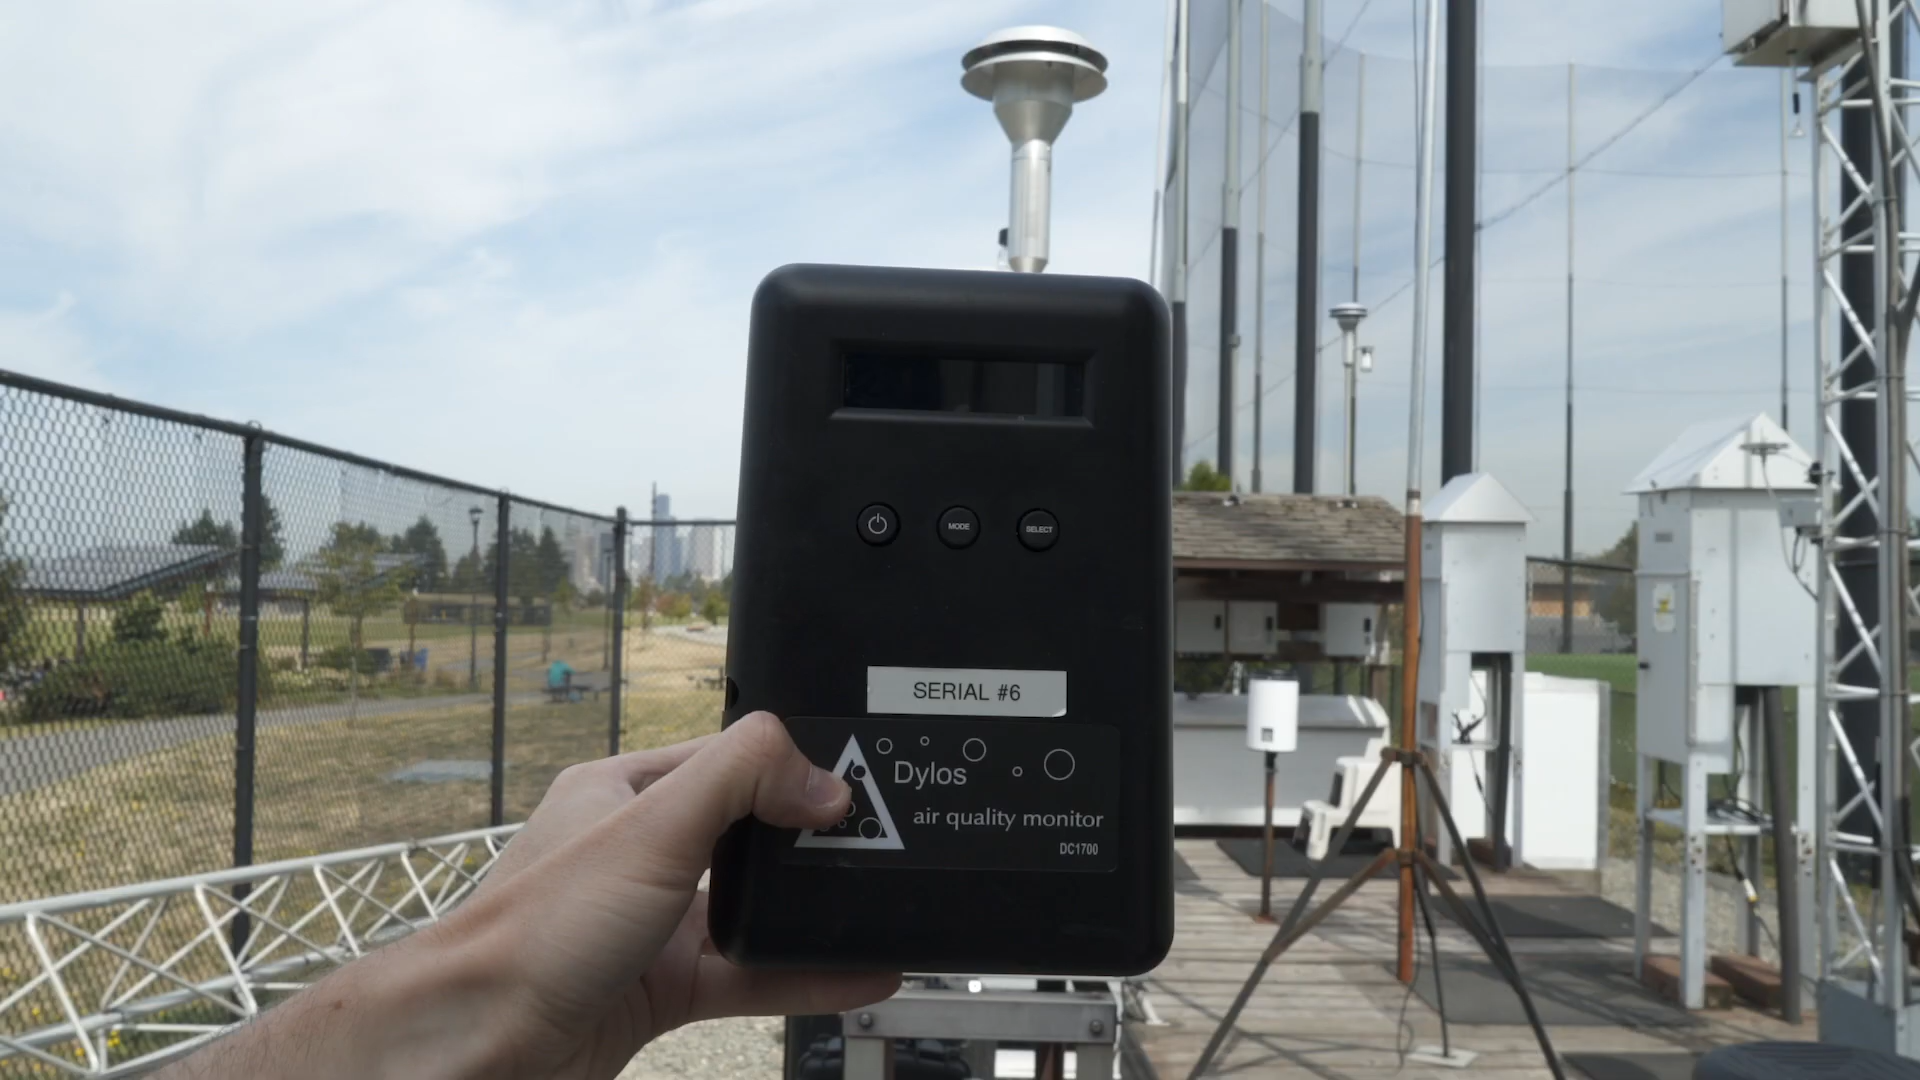 MODE
SELECT
SERIAL #6
Dylos
air quality monitor
DC1700